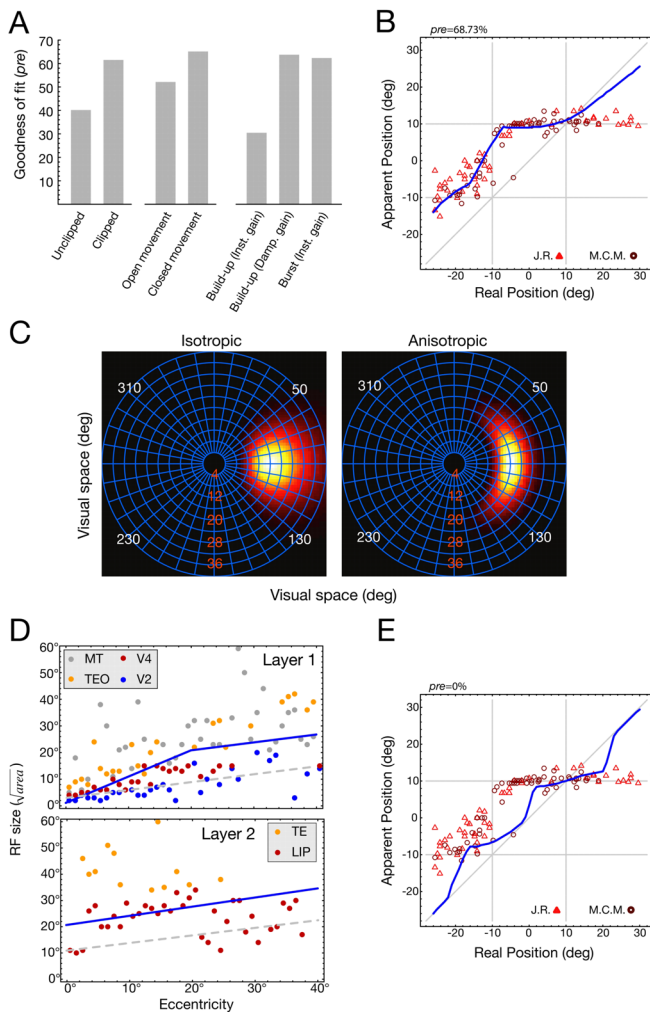 A
Goodness of fit (pre)
70
60
50
40
30
20
10
Unclipped
Clipped
Open movement
Closed movement
Build-up (Inst. gain)
Build-up (Damp. gain)
Burst (Inst. gain)
B
pre=68.73%
Apparent Position (deg)
30
20
10
0
-10
-20
J.R.
M.C.M.
-20
-10
0
10
20
30
Real Position (deg)
C
Isotropic
Anisotropic
Visual space (deg)
310
50
230
130
4
12
20
28
36
310
50
230
130
4
12
20
28
36
Visual space (deg)
D
RF size (√area)
60°
50°
40°
30°
20°
10°
0°
MT
V4
TEO
V2
Layer 1
60°
50°
40°
30°
20°
10°
0°
Layer 2
TE
LIP
0°
10°
20°
30°
40°
Eccentricity
E
pre=0%
Apparent Position (deg)
30
20
10
0
-10
-20
J.R.
M.C.M.
-20
-10
0
10
20
30
Real Position (deg)